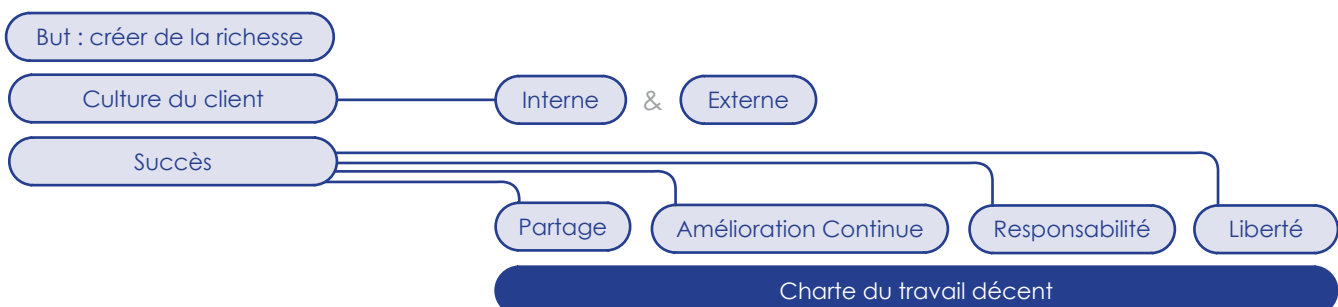 But : créer de la richesse
Culture du client
Interne & Externe
Succès
Partage
Amélioration Continue
Responsabilité
Liberté
Charte du travail décent